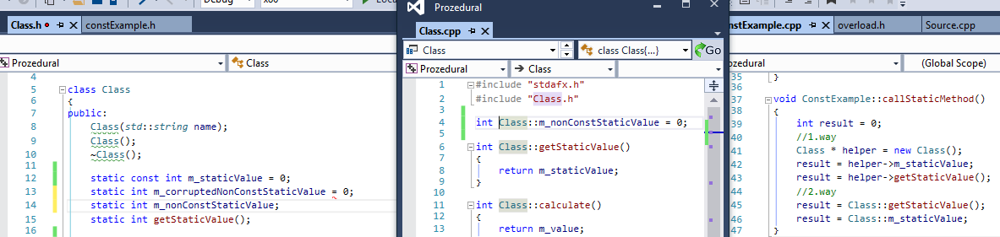 Debug
x86
Class.h
constExample.h
Prozedural
Class
4
5 class Class
6 {
7 public:
8 Class(std::string name);
9 Class();
10 ~Class();
11
12 static const int m_staticValue = 0;
13 static int m_corruptedNonConstStaticValue = 0;
14 static int m_nonConstStaticValue;
15 static int getStaticValue();
16
Prozedural
Class.cpp
Class
class Class{...}
Go
Prozedural
Class
1 #include "stdafx.h"
2 #include "Class.h"
3
4 int Class::m_nonConstStaticValue = 0;
5
6 int Class::getStaticValue()
7 {
8 return m_staticValue;
9 }
10
11 int Class::calculate()
12 {
13 return m_value;
nstExample.cpp
overload.h
Source.cpp
ozedural
(Global Scope)
35 }
36
37 void ConstExample::callStaticMethod()
38 {
39 int result = 0;
40 //1.way
41 Class * helper = new Class();
42 result = helper->m_staticValue;
43 result = helper->getStaticValue();
44 //2.way
45 result = Class::getStaticValue();
46 result = Class::m_staticValue;
47 }